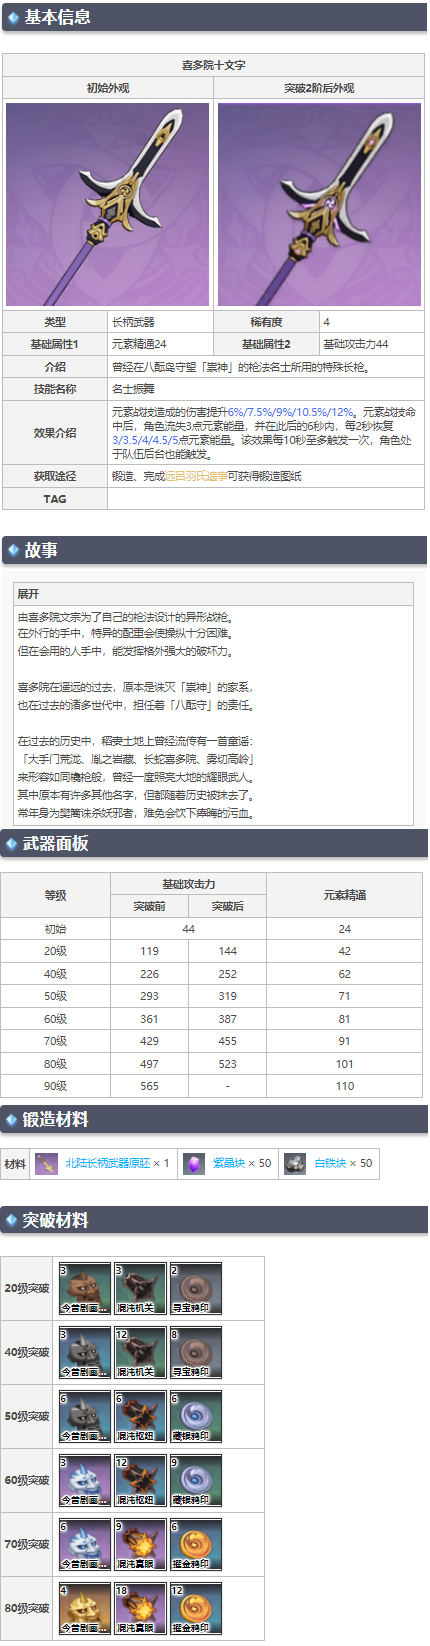 基本信息
喜多院十文字
初始外观 突破2阶后外观
类型 长柄武器 稀有度 4
基础属性1 元素精通24 基础属性2 基础攻击力44
介绍 曾经在八酝岛守望「祟神」的枪法名士所用的特殊长枪。
技能名称 名士振舞
效果介绍
元素战技造成的伤害提升6%/7.5%/9%/10.5%/12%。元素战技命
中后，角色流失3点元素能量，并在此后的6秒内，每2秒恢复
3/3.5/4/4.5/5点元素能量。该效果每10秒至多触发一次，角色处
于队伍后台也能触发。
获取途径 锻造、完成远吕羽氏遗事可获得锻造图纸
TAG
故事
展开
由喜多院文宗为了自己的枪法设计的异形战枪。
在外行的手中，特异的配重会使操纵十分困难。
但在会用的人手中，能发挥格外强大的破坏力。
喜多院在遥远的过去，原本是诛灭「祟神」的家系，
也在过去的诸多世代中，担任着「八酝守」的责任。
在过去的历史中，稻妻土地上曾经流传有一首童谣：
「大手门荒泷、胤之岩藏、长蛇喜多院、雾切高岭」
来形容如同橹枪般，曾经一度照亮大地的耀眼武人。
其中原本有许多其他名字，但都随着历史被抹去了。
常年身为樊篱诛杀妖邪者，难免会饮下瘴晦的污血。
武器面板
等级 基础攻击力 元素精通
突破前 突破后
初始 44 24
20级 119 144 42
40级 226 252 62
50级 293 319 71
60级 361 387 81
70级 429 455 91
80级 497 523 101
90级 565 - 110
锻造材料
材料 北陆长柄武器原胚 × 1 紫晶块 × 50 白铁块 × 50
突破材料
20级突破 3 今昔剧画... 3 混沌机关 2 寻宝鸦印
40级突破 3 今昔剧画... 12 混沌机关 8 寻宝鸦印
50级突破 6 今昔剧画... 6 混沌枢纽 6 藏银鸦印
60级突破 3 今昔剧画... 12 混沌枢纽 9 藏银鸦印
70级突破 6 今昔剧画... 9 混沌真眼 6 攫金鸦印
80级突破 4 今昔剧画... 18 混沌真眼 12 攫金鸦印